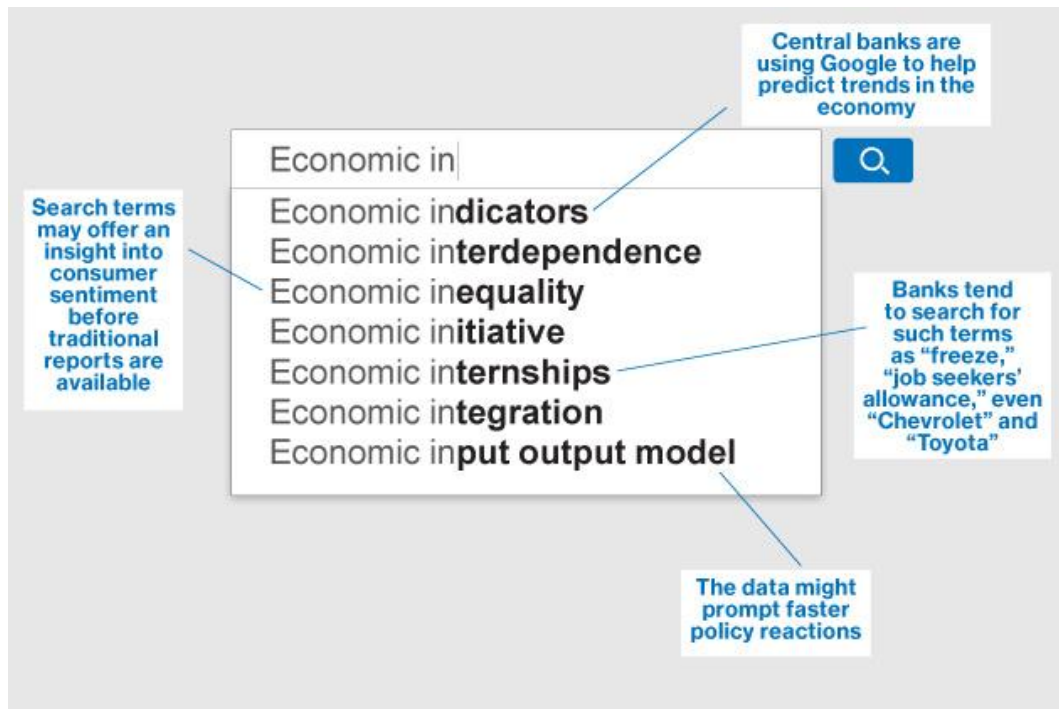 Central banks are
using Google to help
predict trends in the
economy
Economic in
Economic indicators
Economic interdependence
Economic inequality
Economic initiative
Economic internships
Economic integration
Economic input output model
Search terms
may offer an
insight into
consumer
sentiment
before
traditional
reports are
available
Banks tend
to search for
such terms
as “freeze,”
“job seekers’
allowance,” even
“Chevrolet” and
“Toyota”
The data might
prompt faster
policy reactions